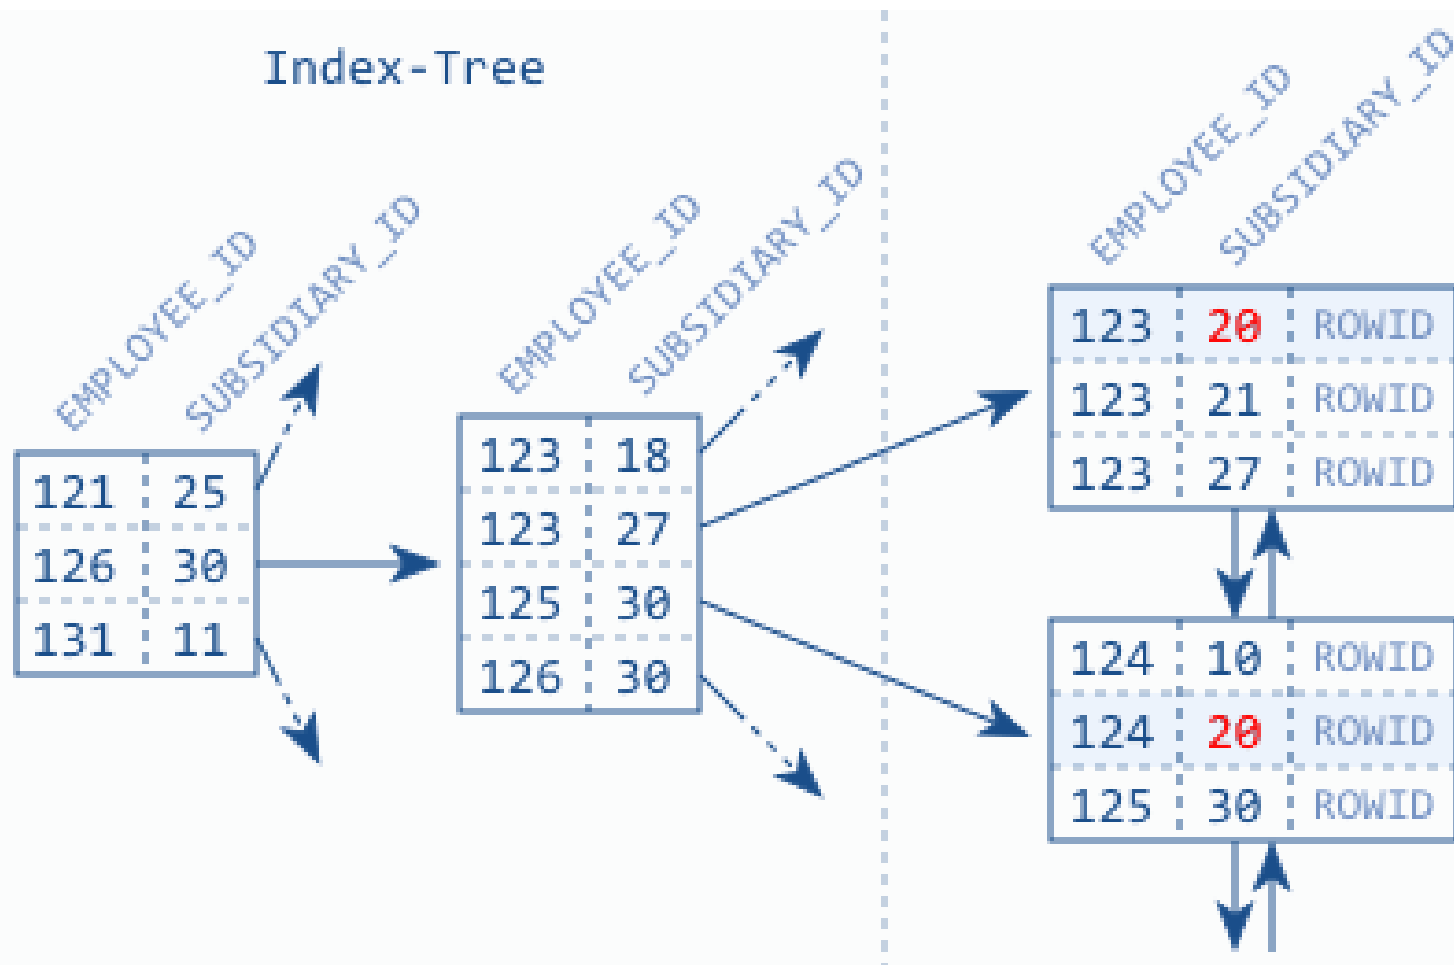 Index-Tree
EMPLOYEE_ID SUBSIDIARY_ID
121 25
126 30
131 11
EMPLOYEE_ID SUBSIDIARY_ID
123 18
123 27
125 30
126 30
EMPLOYEE_ID SUBSIDIARY_ID
123 20 ROWID
123 21 ROWID
123 27 ROWID
124 10 ROWID
124 20 ROWID
125 30 ROWID